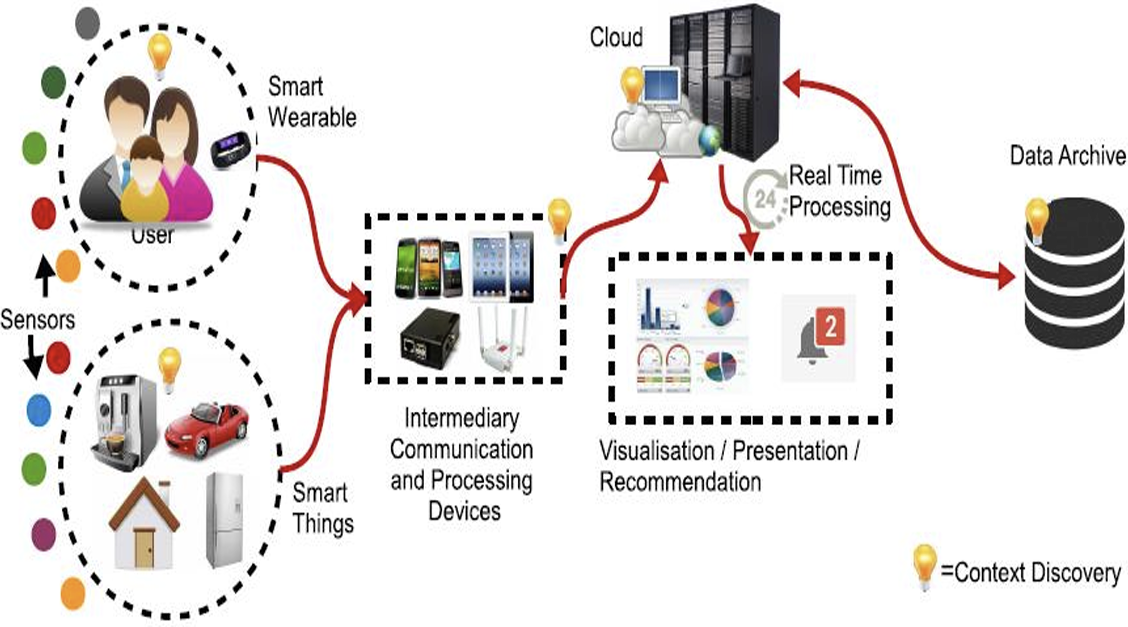 Cloud
Smart
Wearable
Data Archive
24
Real Time
Processing
User
Sensors
2
Intermediary
Communication
and Processing
Devices
Visualisation / Presentation /
Recommendation
Smart
Things
=Context Discovery